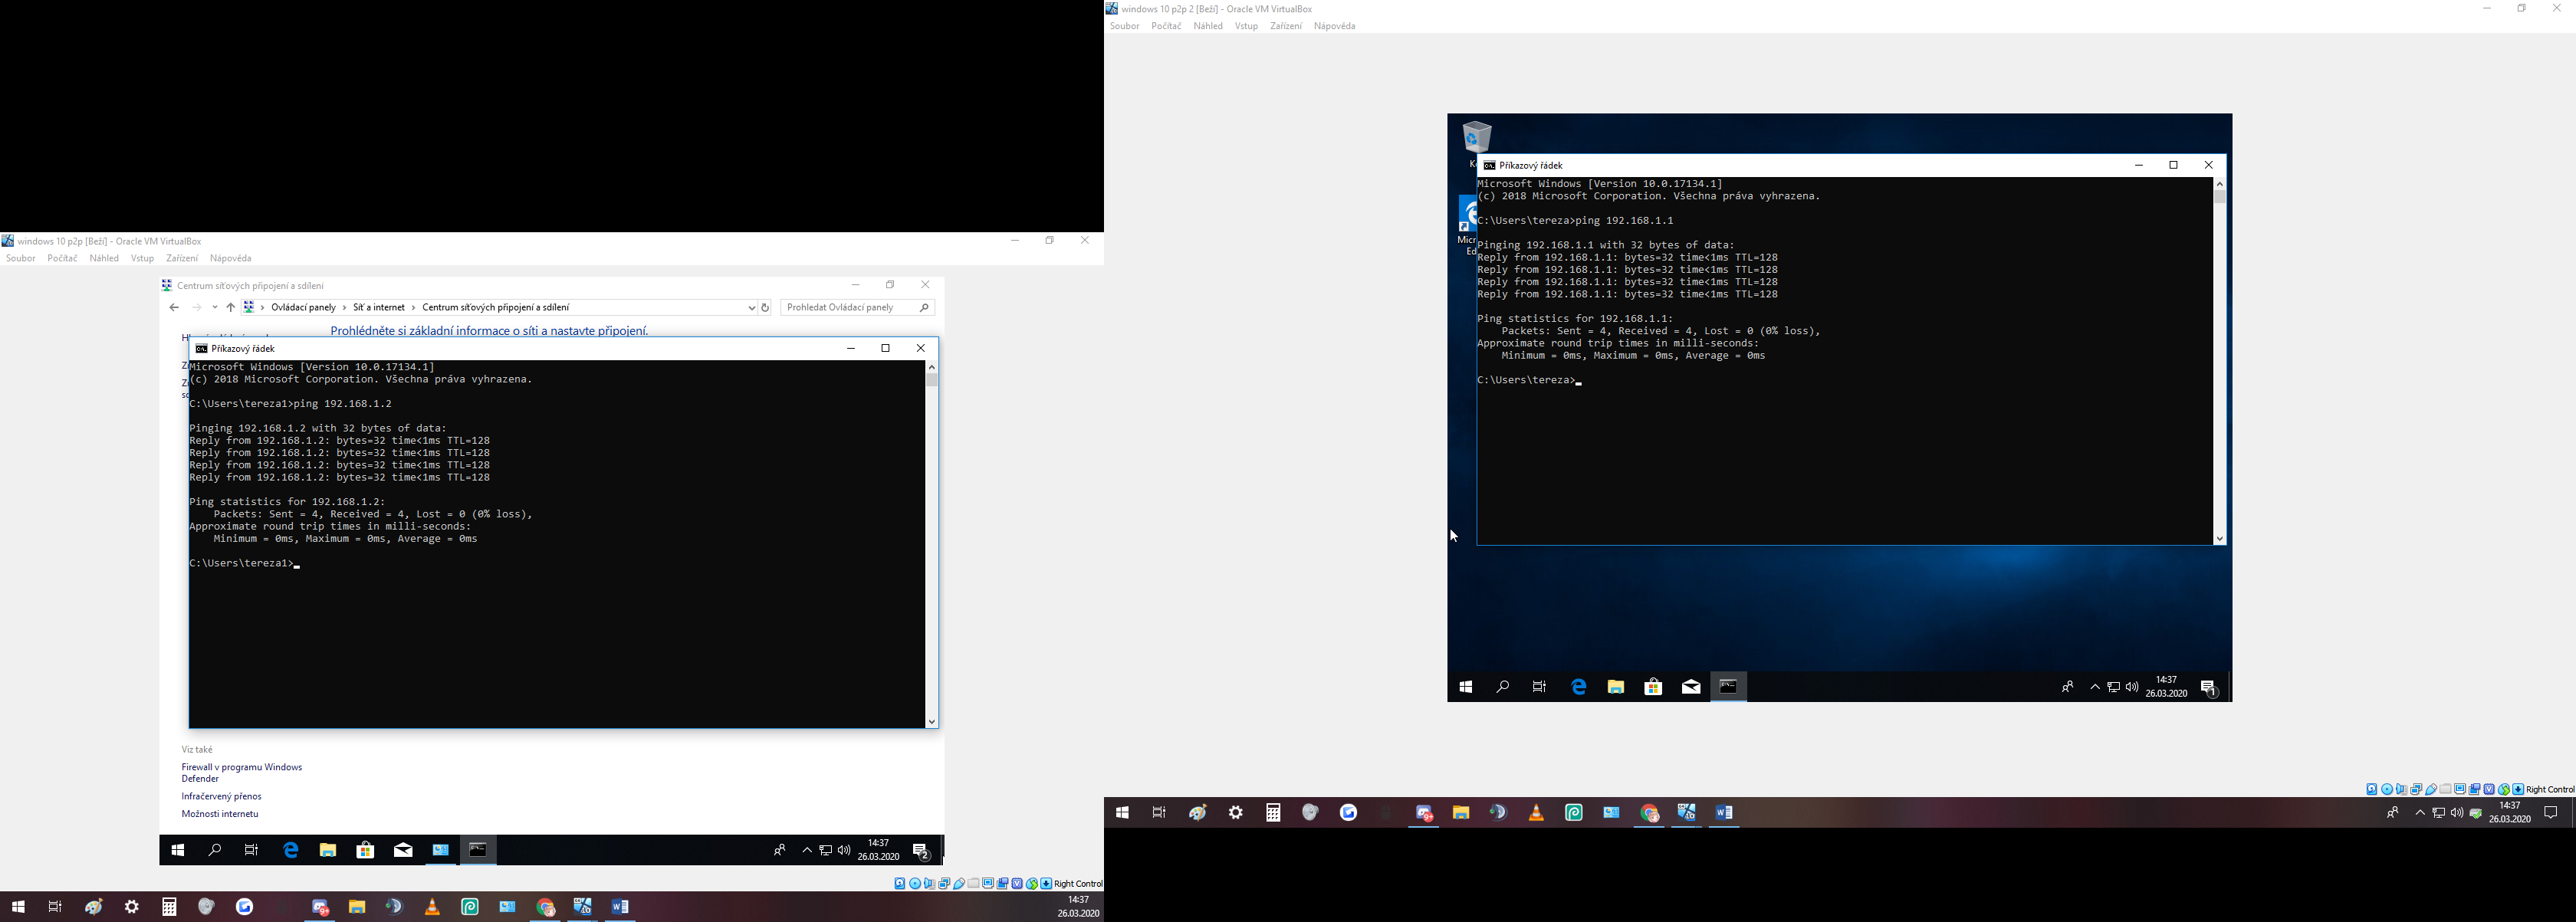 windows 10 p2p [Beží] - Oracle VM VirtualBox
Soubor Počítač Náhled Vstup Zařízení Nápověda
Centrum síťových připojení a sdílení
Ovládací panely › Síť a internet › Centrum síťových připojení a sdílení
Prohledat Ovládací panely
Prohlédněte si základní informace o síti a nastavte připojení.
Příkazový řádek
Microsoft Windows [Version 10.0.17134.1]
(c) 2018 Microsoft Corporation. Všechna práva vyhrazena.
C:\Users\tereza1>ping 192.168.1.2
Pinging 192.168.1.2 with 32 bytes of data:
Reply from 192.168.1.2: bytes=32 time<1ms TTL=128
Reply from 192.168.1.2: bytes=32 time<1ms TTL=128
Reply from 192.168.1.2: bytes=32 time<1ms TTL=128
Reply from 192.168.1.2: bytes=32 time<1ms TTL=128
Ping statistics for 192.168.1.2:
Packets: Sent = 4, Received = 4, Lost = 0 (0% loss),
Approximate round trip times in milli-seconds:
Minimum = 0ms, Maximum = 0ms, Average = 0ms
C:\Users\tereza1>
Viz také
Firewall v programu Windows
Defender
Infračervený přenos
Možnosti internetu
14:37
26.03.2020
2
Right Control
14:37
26.03.2020
windows 10 p2p 2 [Beží] - Oracle VM VirtualBox
Soubor Počítač Náhled Vstup Zařízení Nápověda
Příkazový řádek
Microsoft Windows [Version 10.0.17134.1]
(c) 2018 Microsoft Corporation. Všechna práva vyhrazena.
C:\Users\tereza>ping 192.168.1.1
Pinging 192.168.1.1 with 32 bytes of data:
Reply from 192.168.1.1: bytes=32 time<1ms TTL=128
Reply from 192.168.1.1: bytes=32 time<1ms TTL=128
Reply from 192.168.1.1: bytes=32 time<1ms TTL=128
Reply from 192.168.1.1: bytes=32 time<1ms TTL=128
Ping statistics for 192.168.1.1:
Packets: Sent = 4, Received = 4, Lost = 0 (0% loss),
Approximate round trip times in milli-seconds:
Minimum = 0ms, Maximum = 0ms, Average = 0ms
C:\Users\tereza>
14:37
26.03.2020
1
Right Control
14:37
26.03.2020